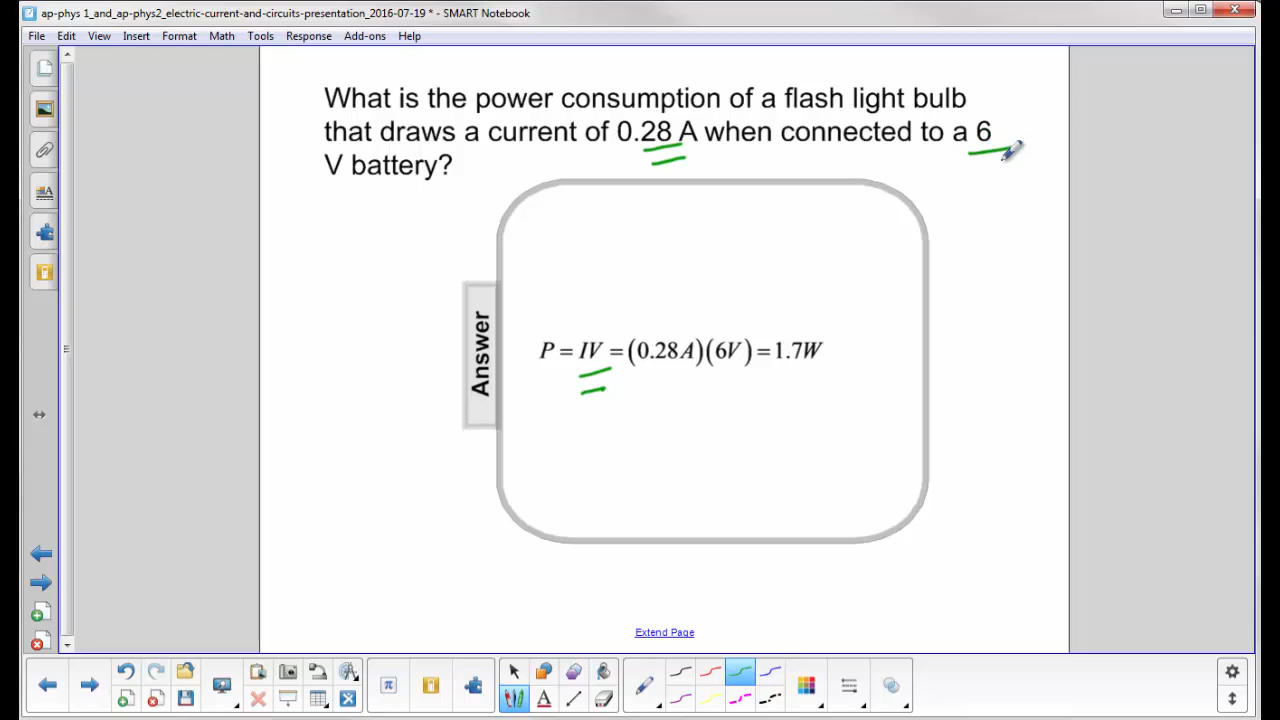 ap-phys 1_and_ap-phys2_electric-current-and-circuits-presentation_2016-07-19 * - SMART Notebook
File Edit View Insert Format Math Tools Response Add-ons Help
What is the power consumption of a flash light bulb
that draws a current of 0.28 A when connected to a 6
V battery?
Answer
P = IV = (0.28A)(6V) = 1.7W
Extend Page